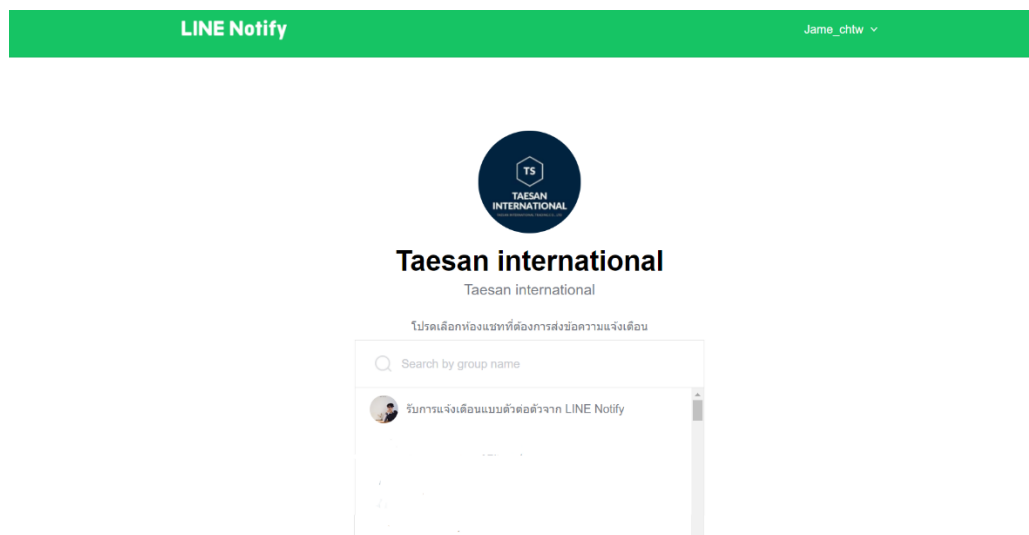 LINE Notify
Jame_chtw
TS
TAESAN
INTERNATIONAL
Taesan international
Taesan international
โปรดเลือกห้องแชทที่ต้องการส่งข้อความแจ้งเตือน
Search by group name
รับการแจ้งเตือนแบบตัวต่อตัวจาก LINE Notify